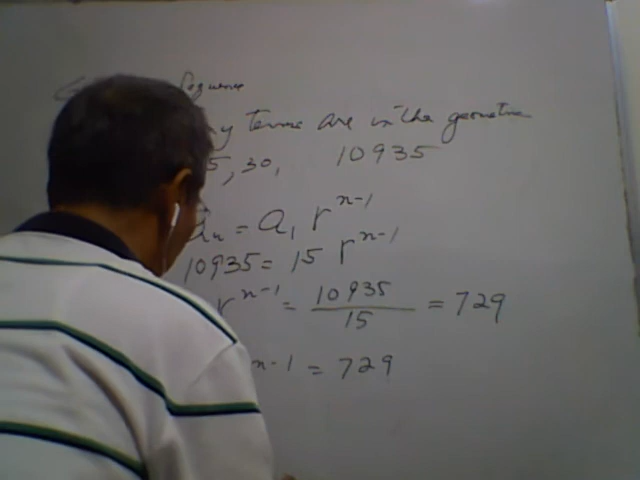 Sequence
y terms are in the geometric
5, 30, 10935
aₙ = a₁ r^(n-1)
10935 = 15 r^(n-1)
r^(n-1) = 10935/15 = 729
n-1 = 729